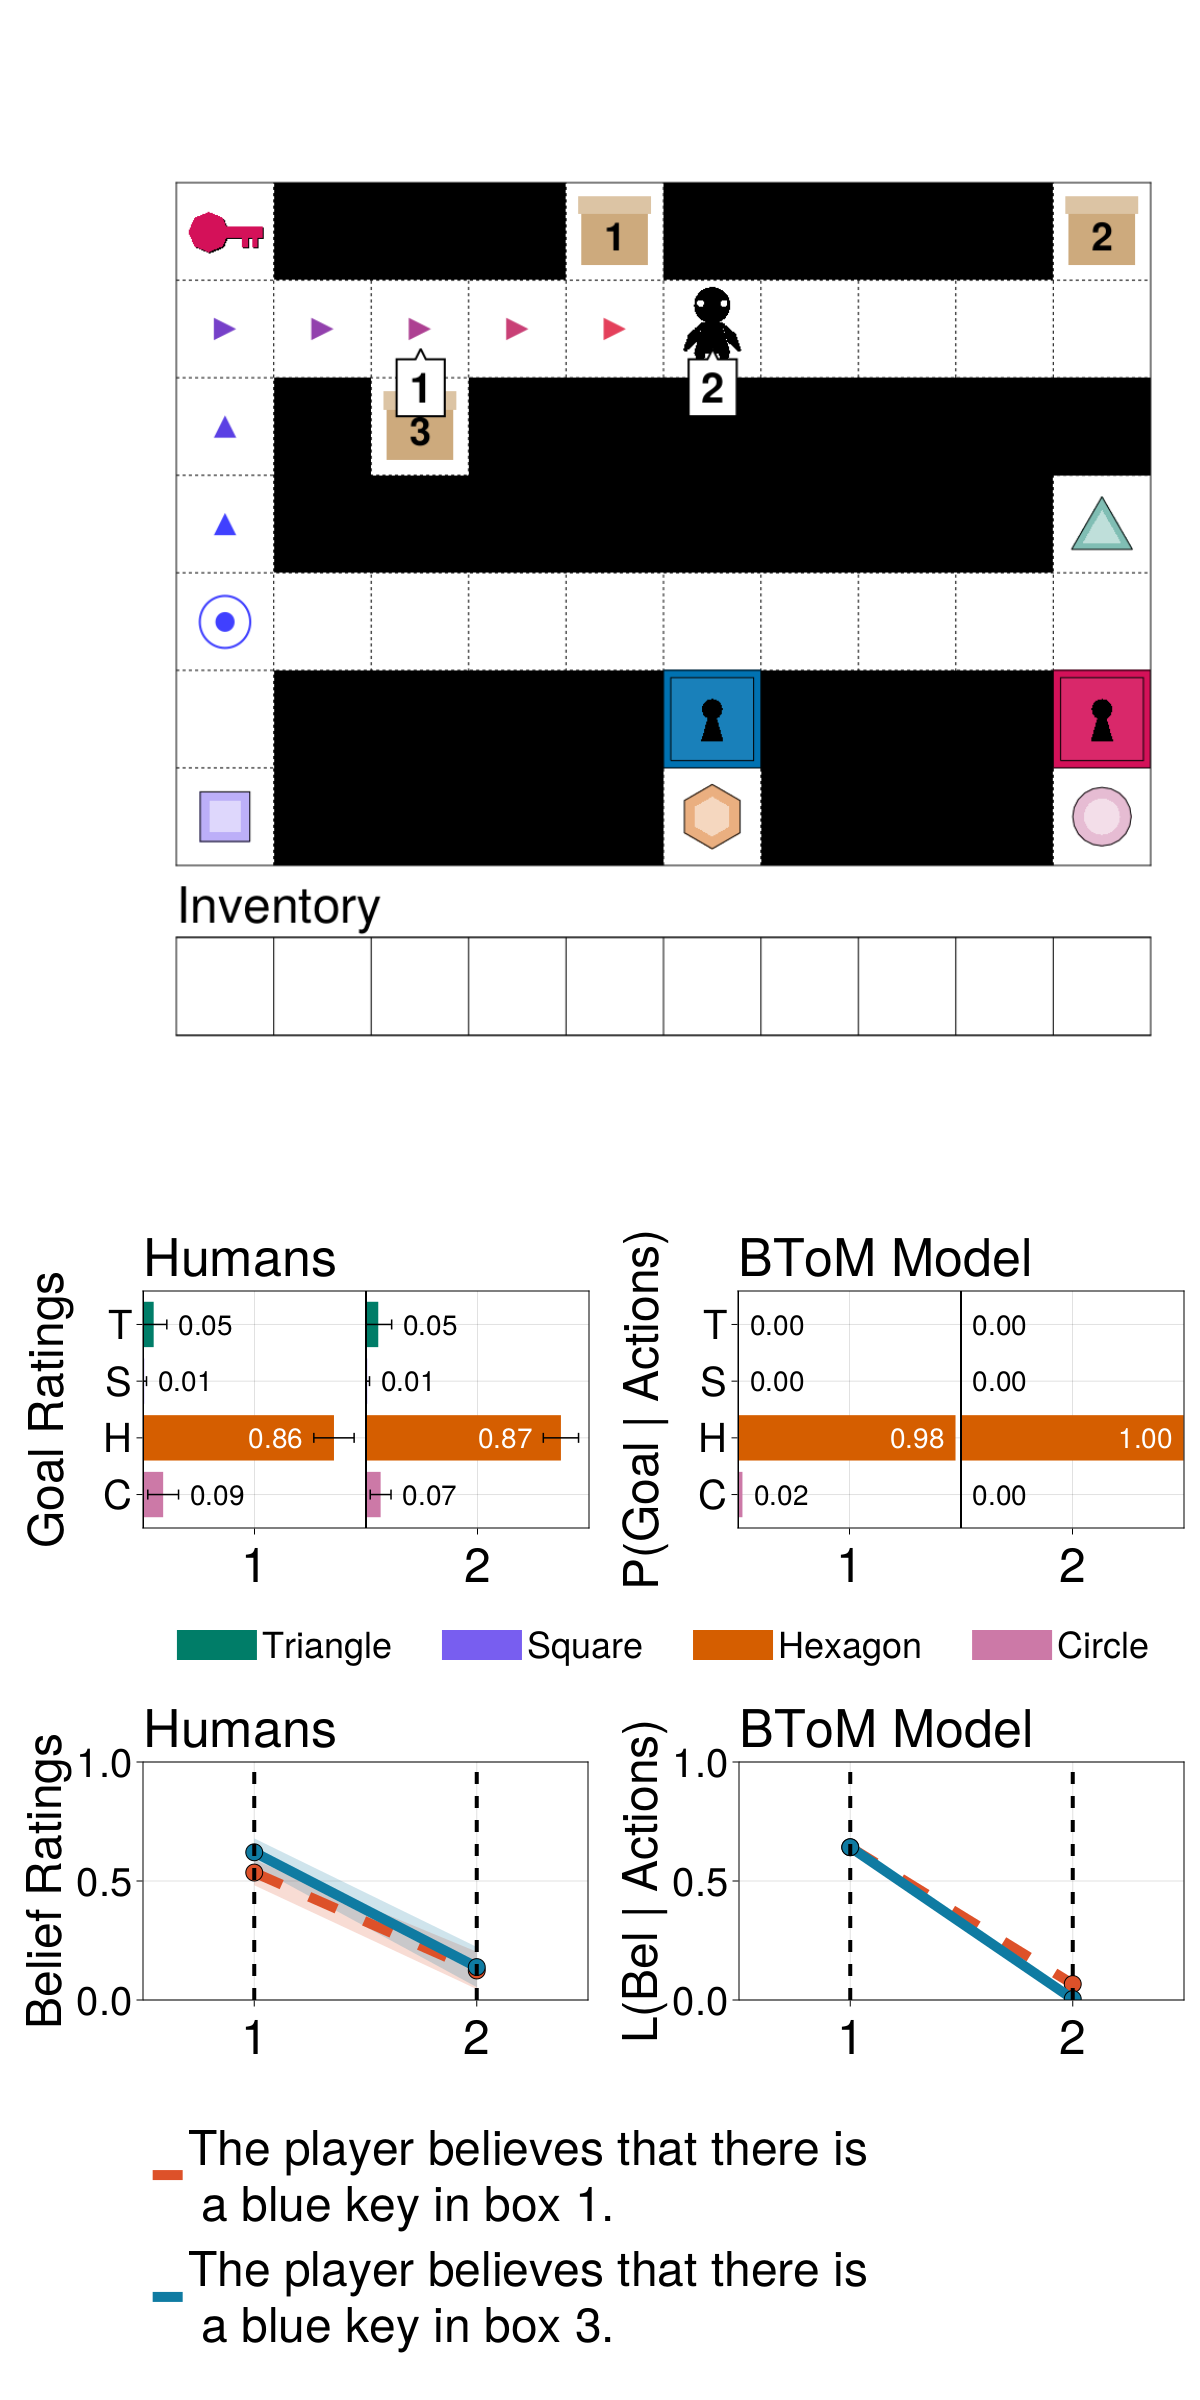 1
2
1
2
3
Inventory
Humans
BToM Model
Goal Ratings
T
S
H
C
0.05
0.01
0.86
0.09
0.05
0.01
0.87
0.07
1
2
P(Goal | Actions)
T
S
H
C
0.00
0.00
0.98
0.02
0.00
0.00
1.00
0.00
1
2
Triangle
Square
Hexagon
Circle
Humans
BToM Model
Belief Ratings
1.0
0.5
0.0
1
2
L(Bel | Actions)
1.0
0.5
0.0
1
2
The player believes that there is
a blue key in box 1.
The player believes that there is
a blue key in box 3.